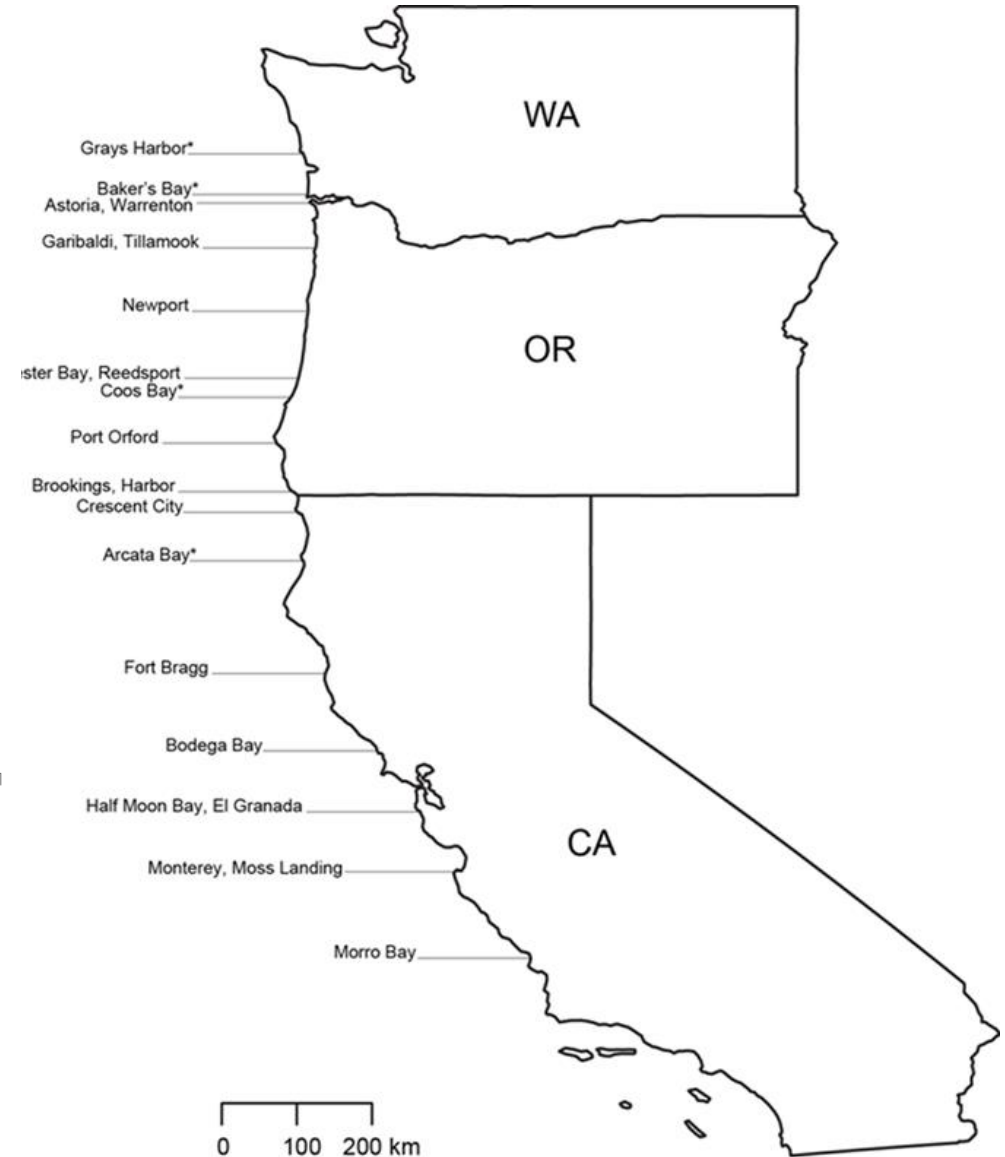 WA
Grays Harbor*
Baker's Bay*
Astoria, Warrenton
Garibaldi, Tillamook
Newport
OR
ster Bay, Reedsport
Coos Bay*
Port Orford
Brookings, Harbor
Crescent City
Arcata Bay*
Fort Bragg
Bodega Bay
Half Moon Bay, El Granada
CA
Monterey, Moss Landing
Morro Bay
0 100 200 km